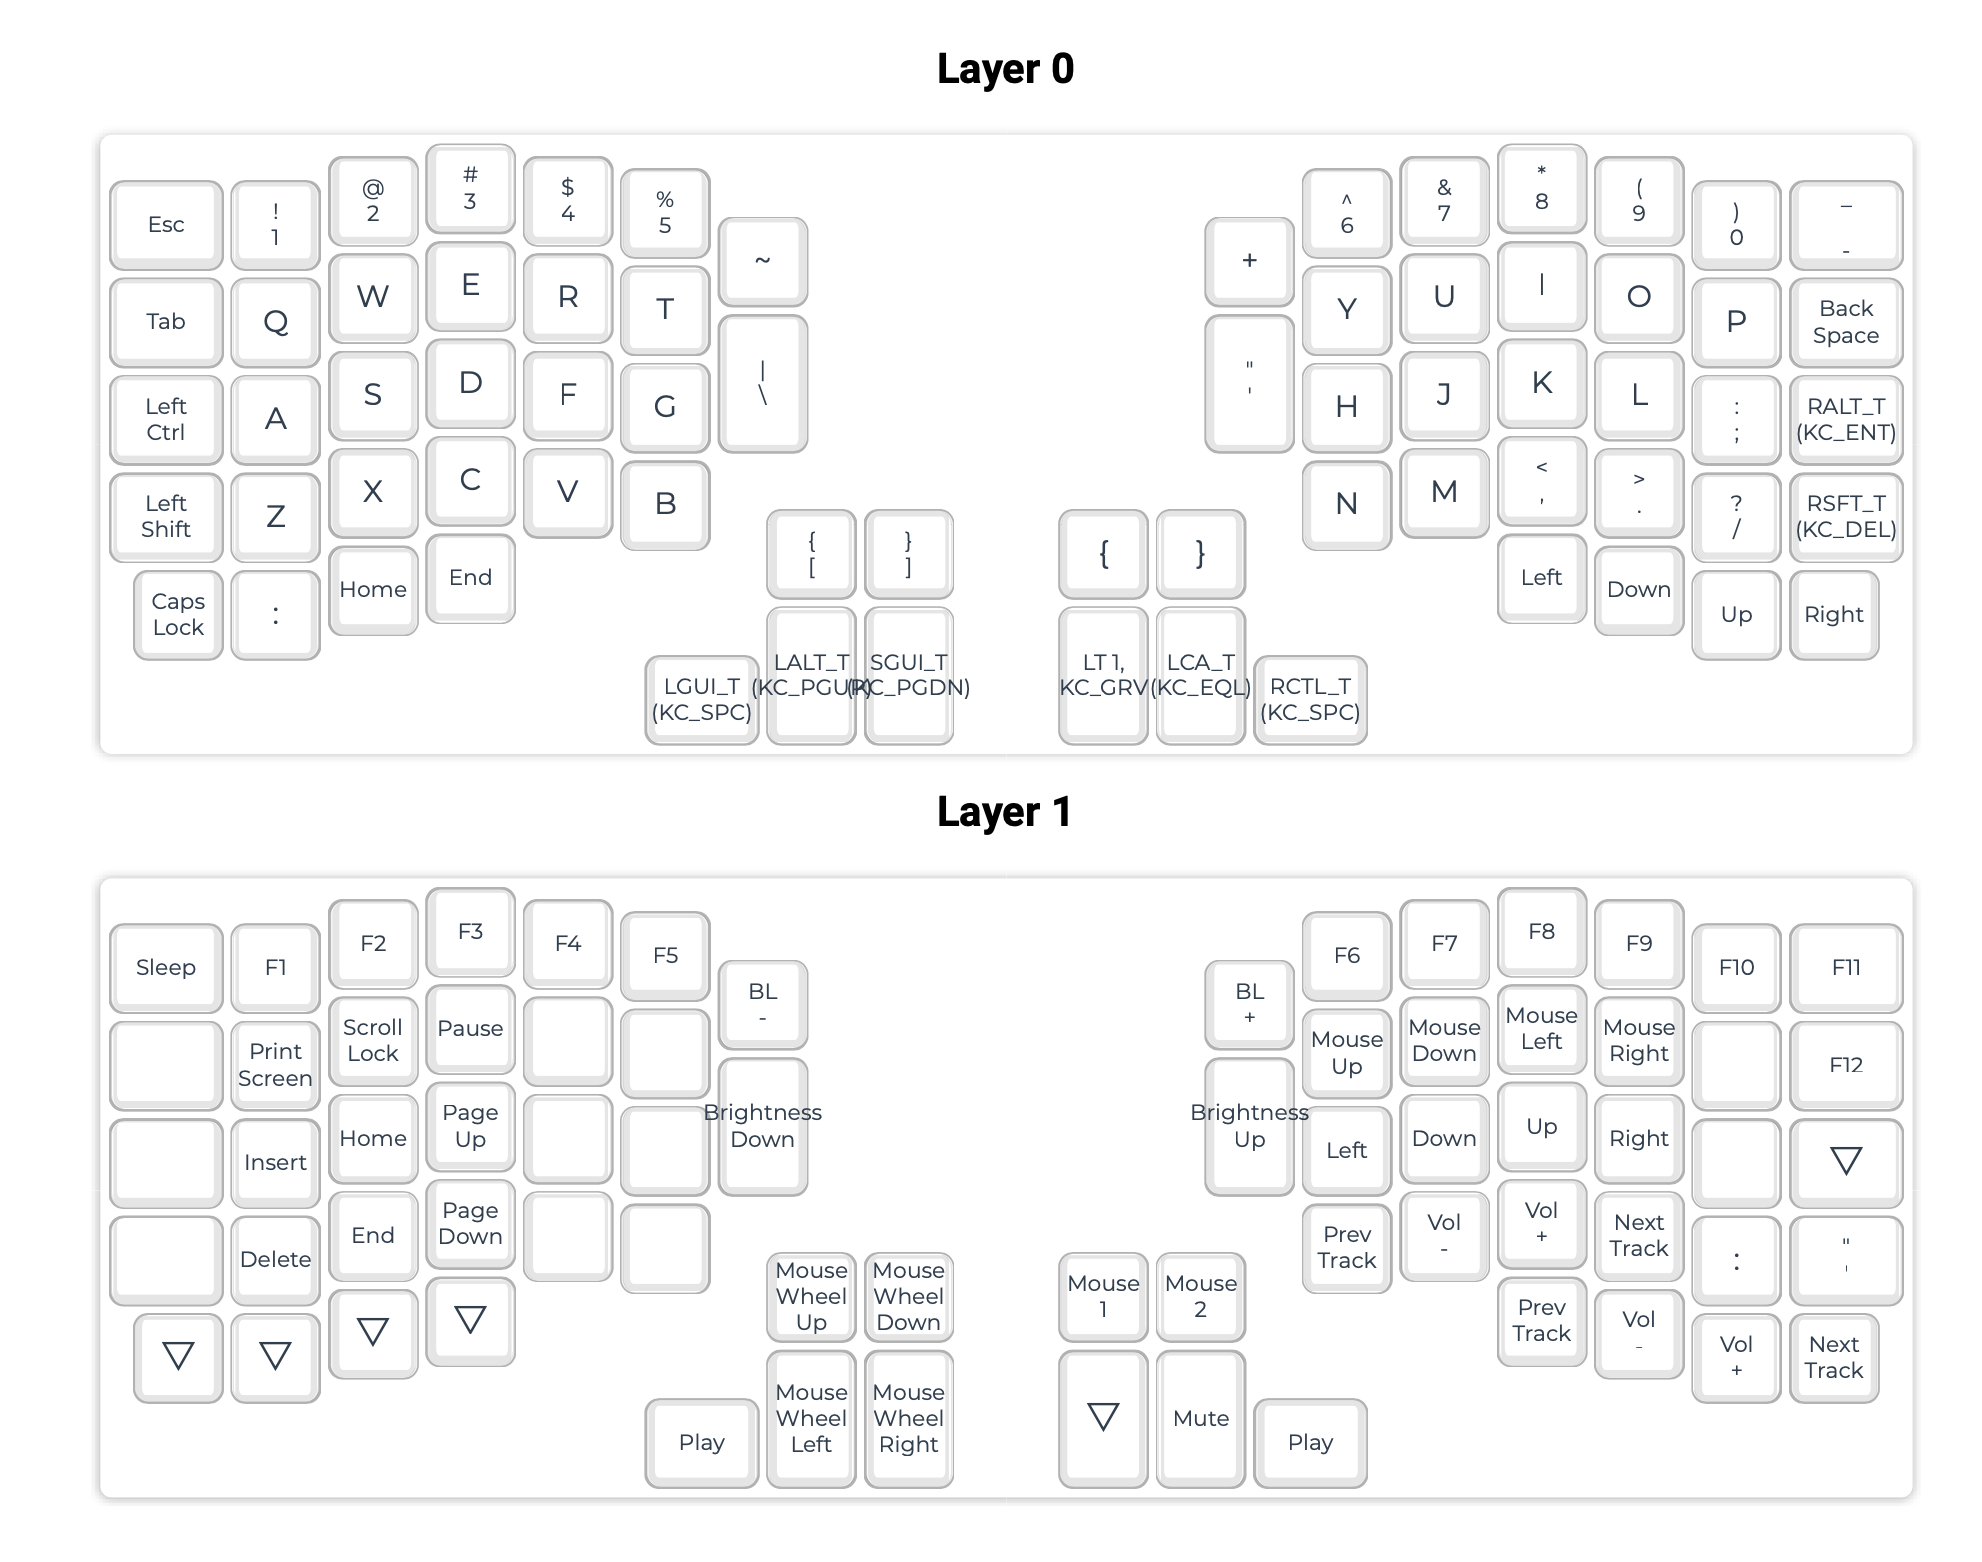 Layer 0
Esc
!
1
@
2
#
3
$
4
%
5
~
+
^
6
&
7
*
8
(
9
)
0
_
-
Tab
Q
W
E
R
T
|
\
"
'
Y
U
I
O
P
Back
Space
Left
Ctrl
A
S
D
F
G
H
J
K
L
:
;
RALT_T
(KC_ENT)
Left
Shift
Z
X
C
V
B
N
M
<
,
>
.
?
/
RSFT_T
(KC_DEL)
Caps
Lock
:
Home
End
{
[
}
]
{
}
Left
Down
Up
Right
LGUI_T
(KC_SPC)
LALT_T
(KC_PGUP)
SGUI_T
(KC_PGDN)
LT 1,
KC_GRV
LCA_T
(KC_EQL)
RCTL_T
(KC_SPC)
Layer 1
Sleep
F1
F2
F3
F4
F5
BL
-
BL
+
F6
F7
F8
F9
F10
F11
Print
Screen
Scroll
Lock
Pause
Brightness
Down
Brightness
Up
Mouse
Up
Mouse
Down
Mouse
Left
Mouse
Right
F12
Insert
Home
Page
Up
Left
Down
Up
Right
▽
Delete
End
Page
Down
Prev
Track
Vol
-
Vol
+
Next
Track
:
"
'
▽
▽
▽
▽
Mouse
Wheel
Up
Mouse
Wheel
Down
Mouse
1
Mouse
2
Prev
Track
Vol
-
Vol
+
Next
Track
Play
Mouse
Wheel
Left
Mouse
Wheel
Right
▽
Mute
Play